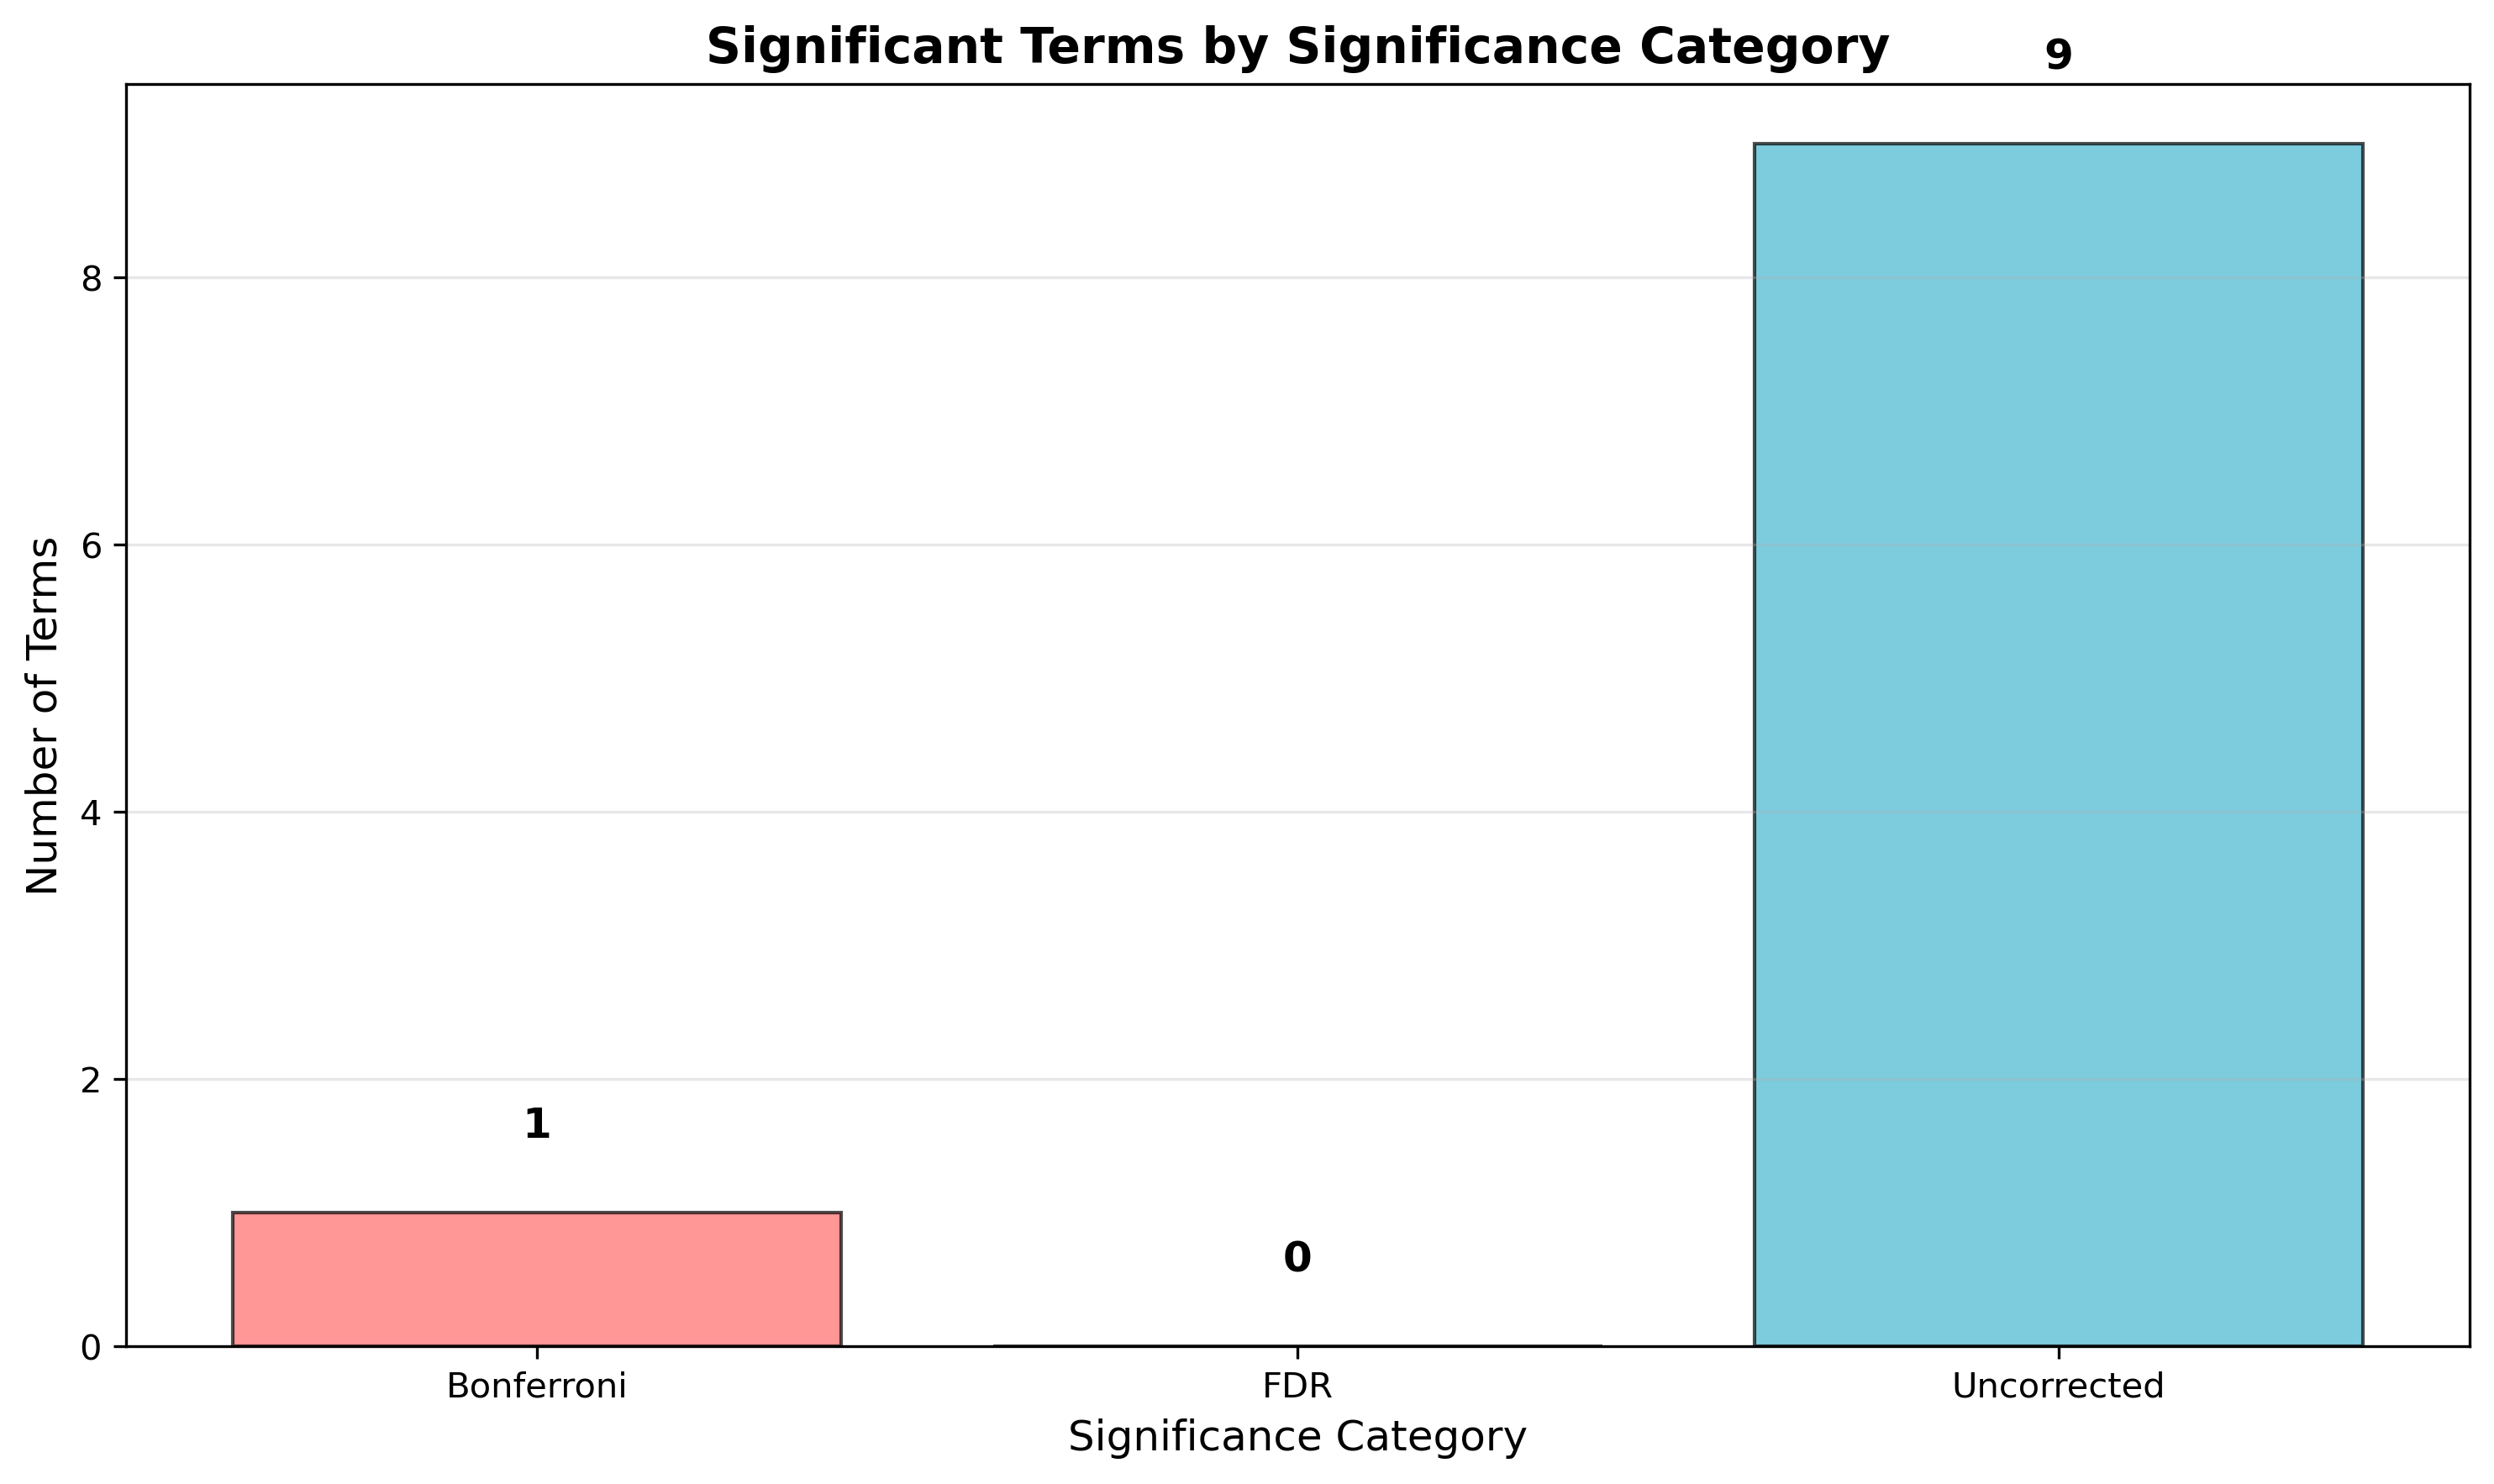 Significant Terms by Significance Category
9
8
6
4
2
0
Number of Terms
1
0
Bonferroni
FDR
Uncorrected
Significance Category